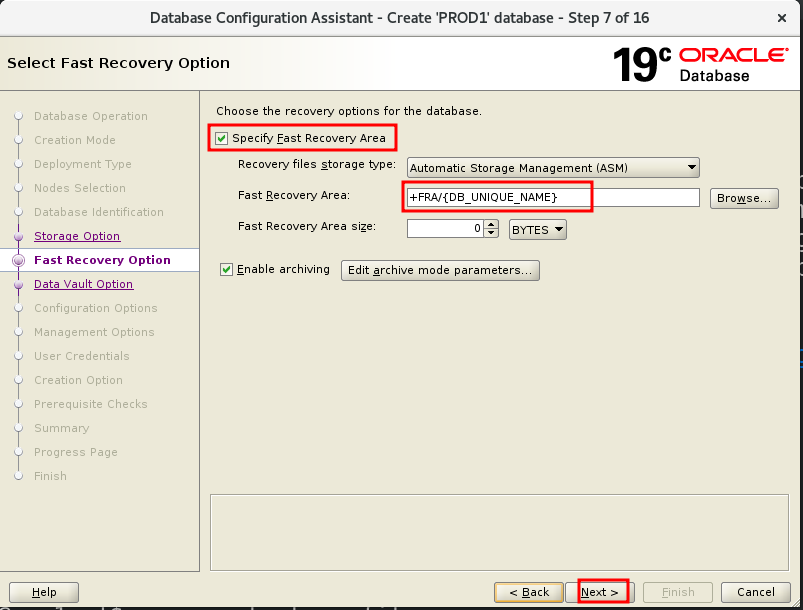 Database Configuration Assistant - Create 'PROD1' database - Step 7 of 16
Select Fast Recovery Option
19c ORACLE
Database
Database Operation
Creation Mode
Deployment Type
Nodes Selection
Database Identification
Storage Option
Fast Recovery Option
Data Vault Option
Configuration Options
Management Options
User Credentials
Creation Option
Prerequisite Checks
Summary
Progress Page
Finish
Choose the recovery options for the database.
Specify Fast Recovery Area
Recovery files storage type: Automatic Storage Management (ASM)
Fast Recovery Area: +FRA/{DB_UNIQUE_NAME} Browse...
Fast Recovery Area size: 0 BYTES
Enable archiving Edit archive mode parameters...
Help < Back Next > Finish Cancel